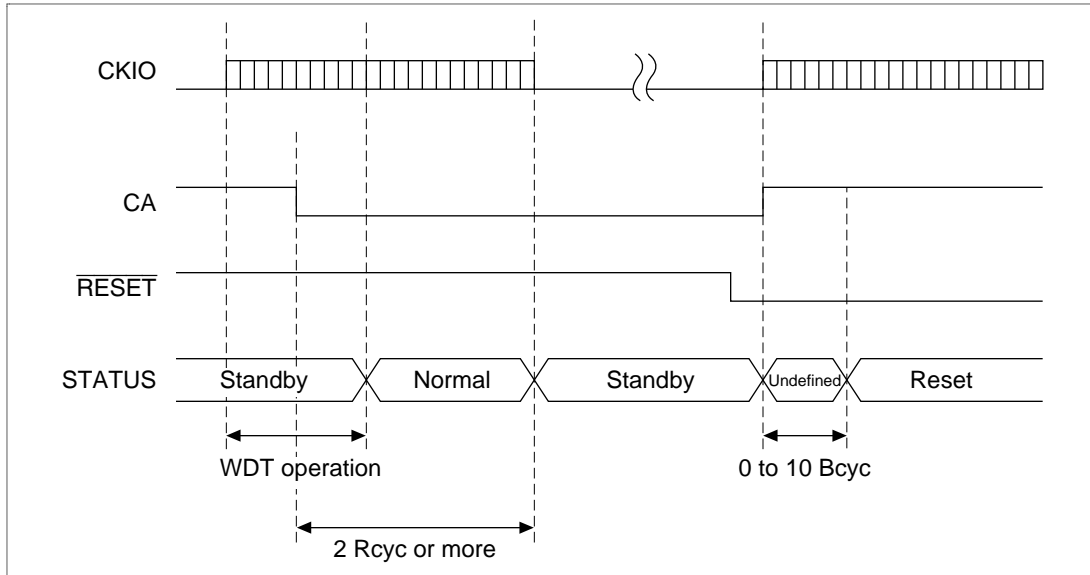 CKIO
CA
RESET
STATUS
Standby
Normal
Standby
Undefined
Reset
WDT operation
0 to 10 Bcyc
2 Rcyc or more